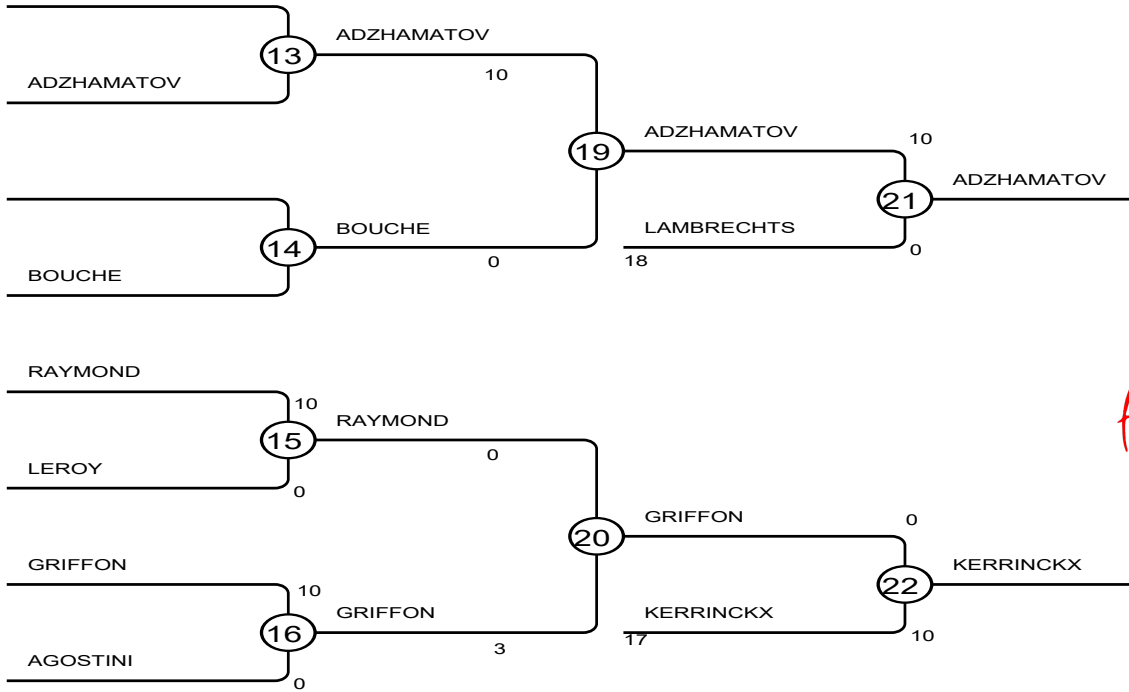 ADZHAMATOV
13
ADZHAMATOV
10
BOUCHE
14
BOUCHE
0
19
ADZHAMATOV
10
LAMBRECHTS
18
0
21
ADZHAMATOV
RAYMOND
10
15
LEROY
0
RAYMOND
0
GRIFFON
10
16
AGOSTINI
0
GRIFFON
3
20
GRIFFON
0
KERRINCKX
17
10
22
KERRINCKX